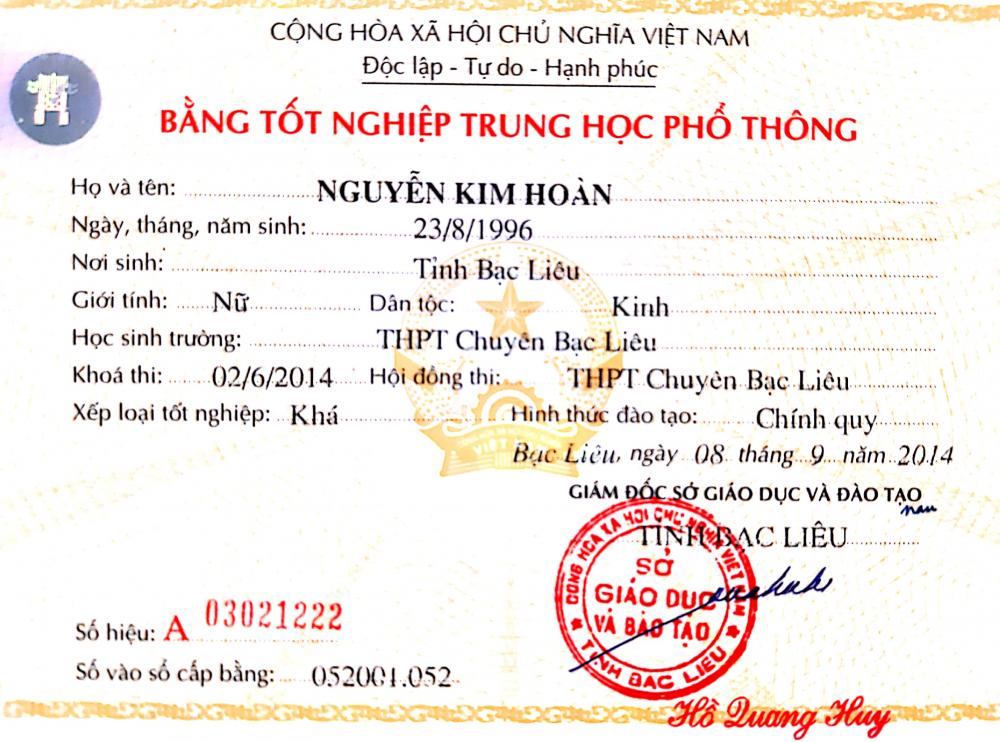 CỘNG HÒA XÃ HỘI CHỦ NGHĨA VIỆT NAM
Độc lập - Tự do - Hạnh phúc
BẰNG TỐT NGHIỆP TRUNG HỌC PHỔ THÔNG
Họ và tên: NGUYỄN KIM HOÀN
Ngày, tháng, năm sinh: 23/8/1996
Nơi sinh: Tỉnh Bạc Liêu
Giới tính: Nữ Dân tộc: Kinh
Học sinh trường: THPT Chuyên Bạc Liêu
Khoá thi: 02/6/2014 Hội đồng thi: THPT Chuyên Bạc Liêu
Xếp loại tốt nghiệp: Khá Hình thức đào tạo: Chính quy
Bạc Liêu, ngày 08 tháng 9 năm 2014
GIÁM ĐỐC SỞ GIÁO DỤC VÀ ĐÀO TẠO
TỈNH BẠC LIÊU
CỘNG HÒA XÃ HỘI CHỦ NGHĨA VIỆT NAM
SỞ
GIÁO DỤC
VÀ ĐÀO TẠO
TỈNH BẠC LIÊU
Số hiệu: A 03021222
Số vào sổ cấp bằng: 052001.052
Hồ Quang Huy